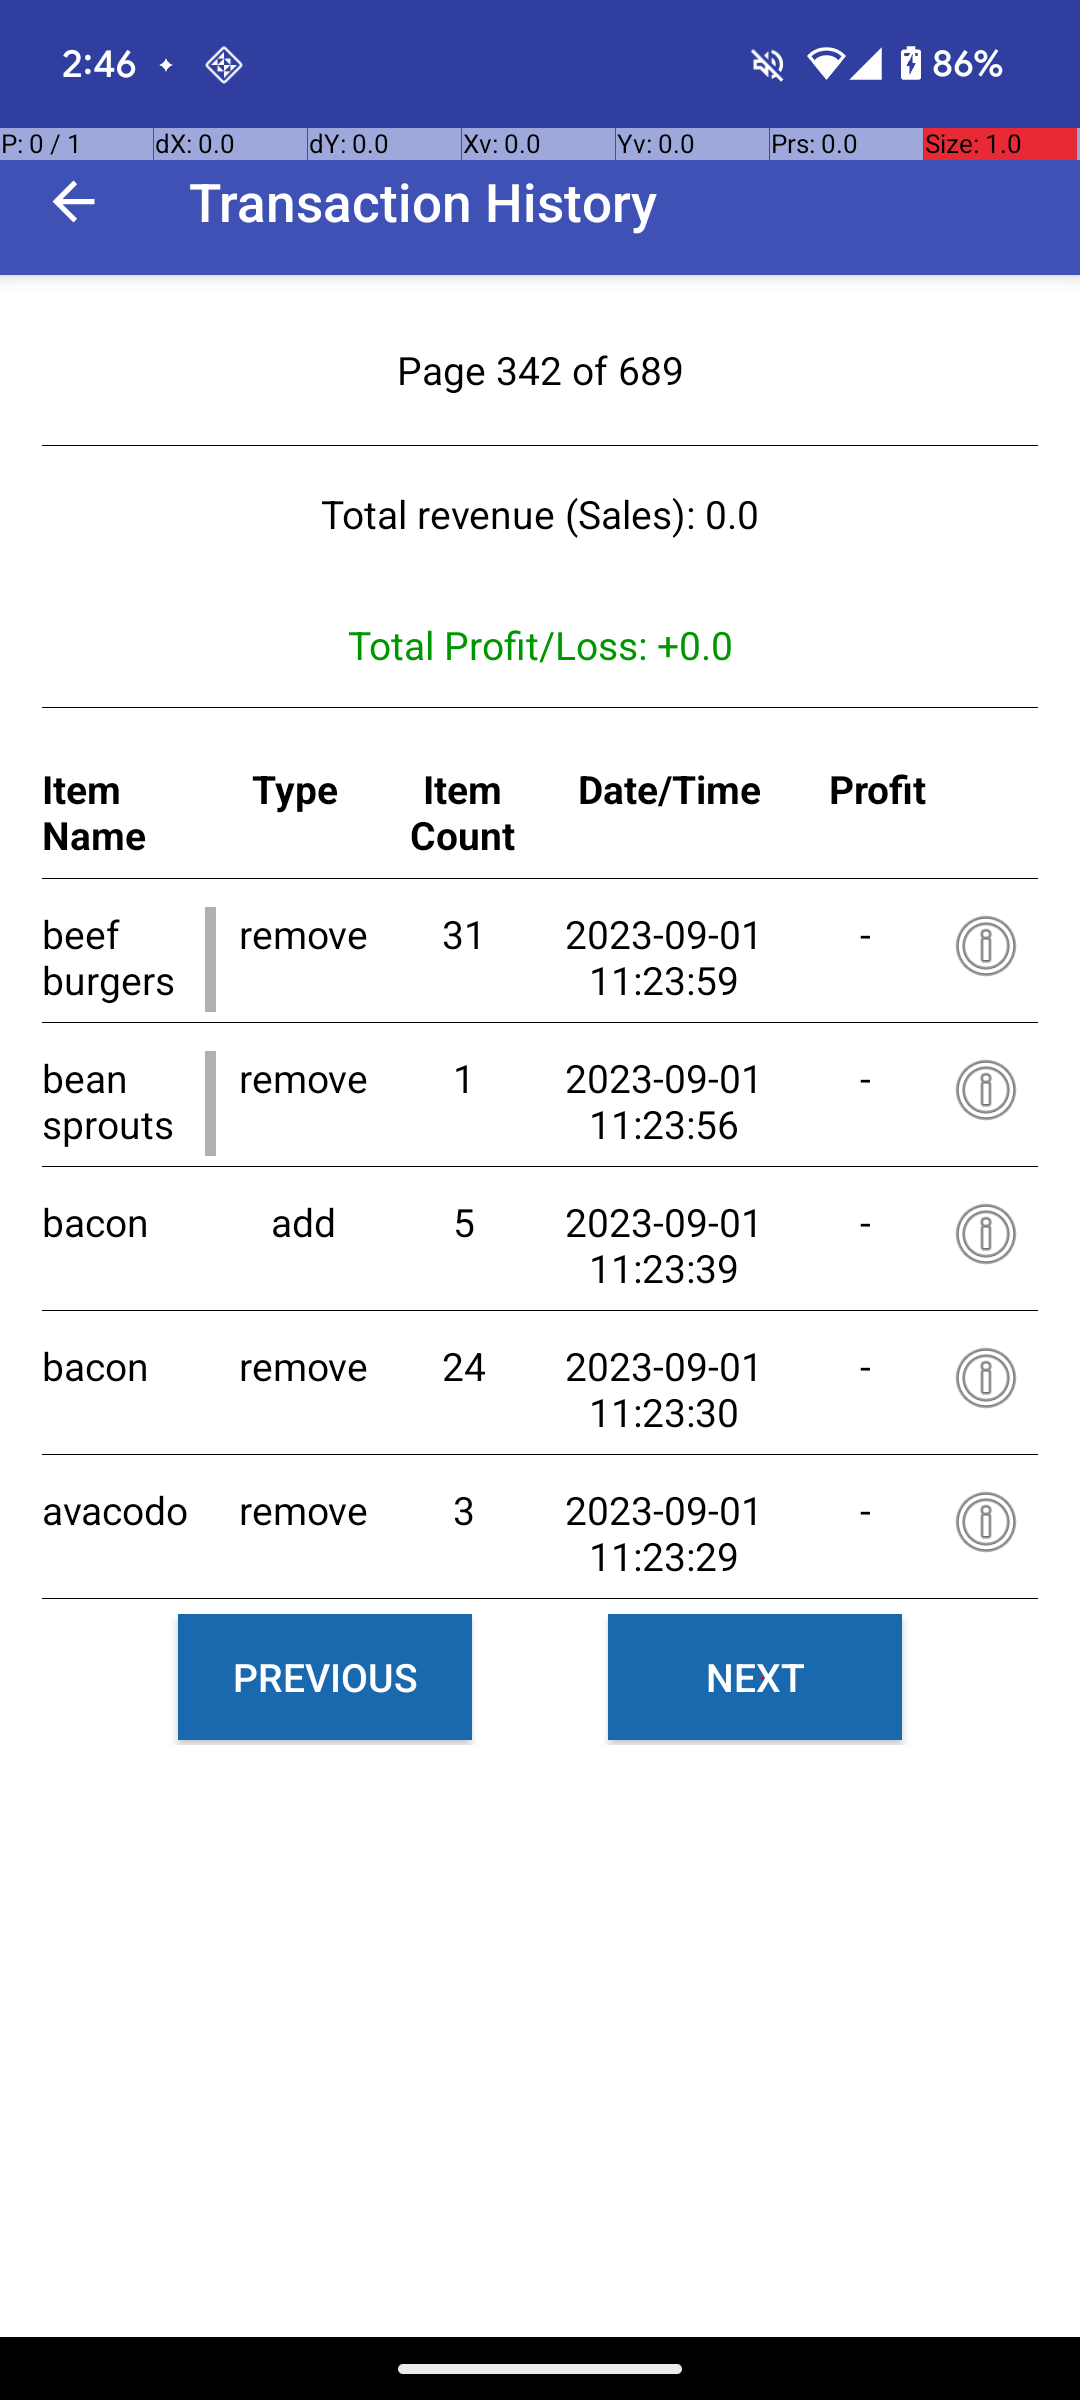 2:46
86%
P: 0 / 1 dX: 0.0 dY: 0.0 Xv: 0.0 Yv: 0.0 Prs: 0.0 Size: 1.0
Transaction History
Page 342 of 689
Total revenue (Sales): 0.0
Total Profit/Loss: +0.0
Item Name Type Item Count Date/Time Profit
beef burgers remove 31 2023-09-01 11:23:59 -
bean sprouts remove 1 2023-09-01 11:23:56 -
bacon add 5 2023-09-01 11:23:39 -
bacon remove 24 2023-09-01 11:23:30 -
avacodo remove 3 2023-09-01 11:23:29 -
PREVIOUS NEXT